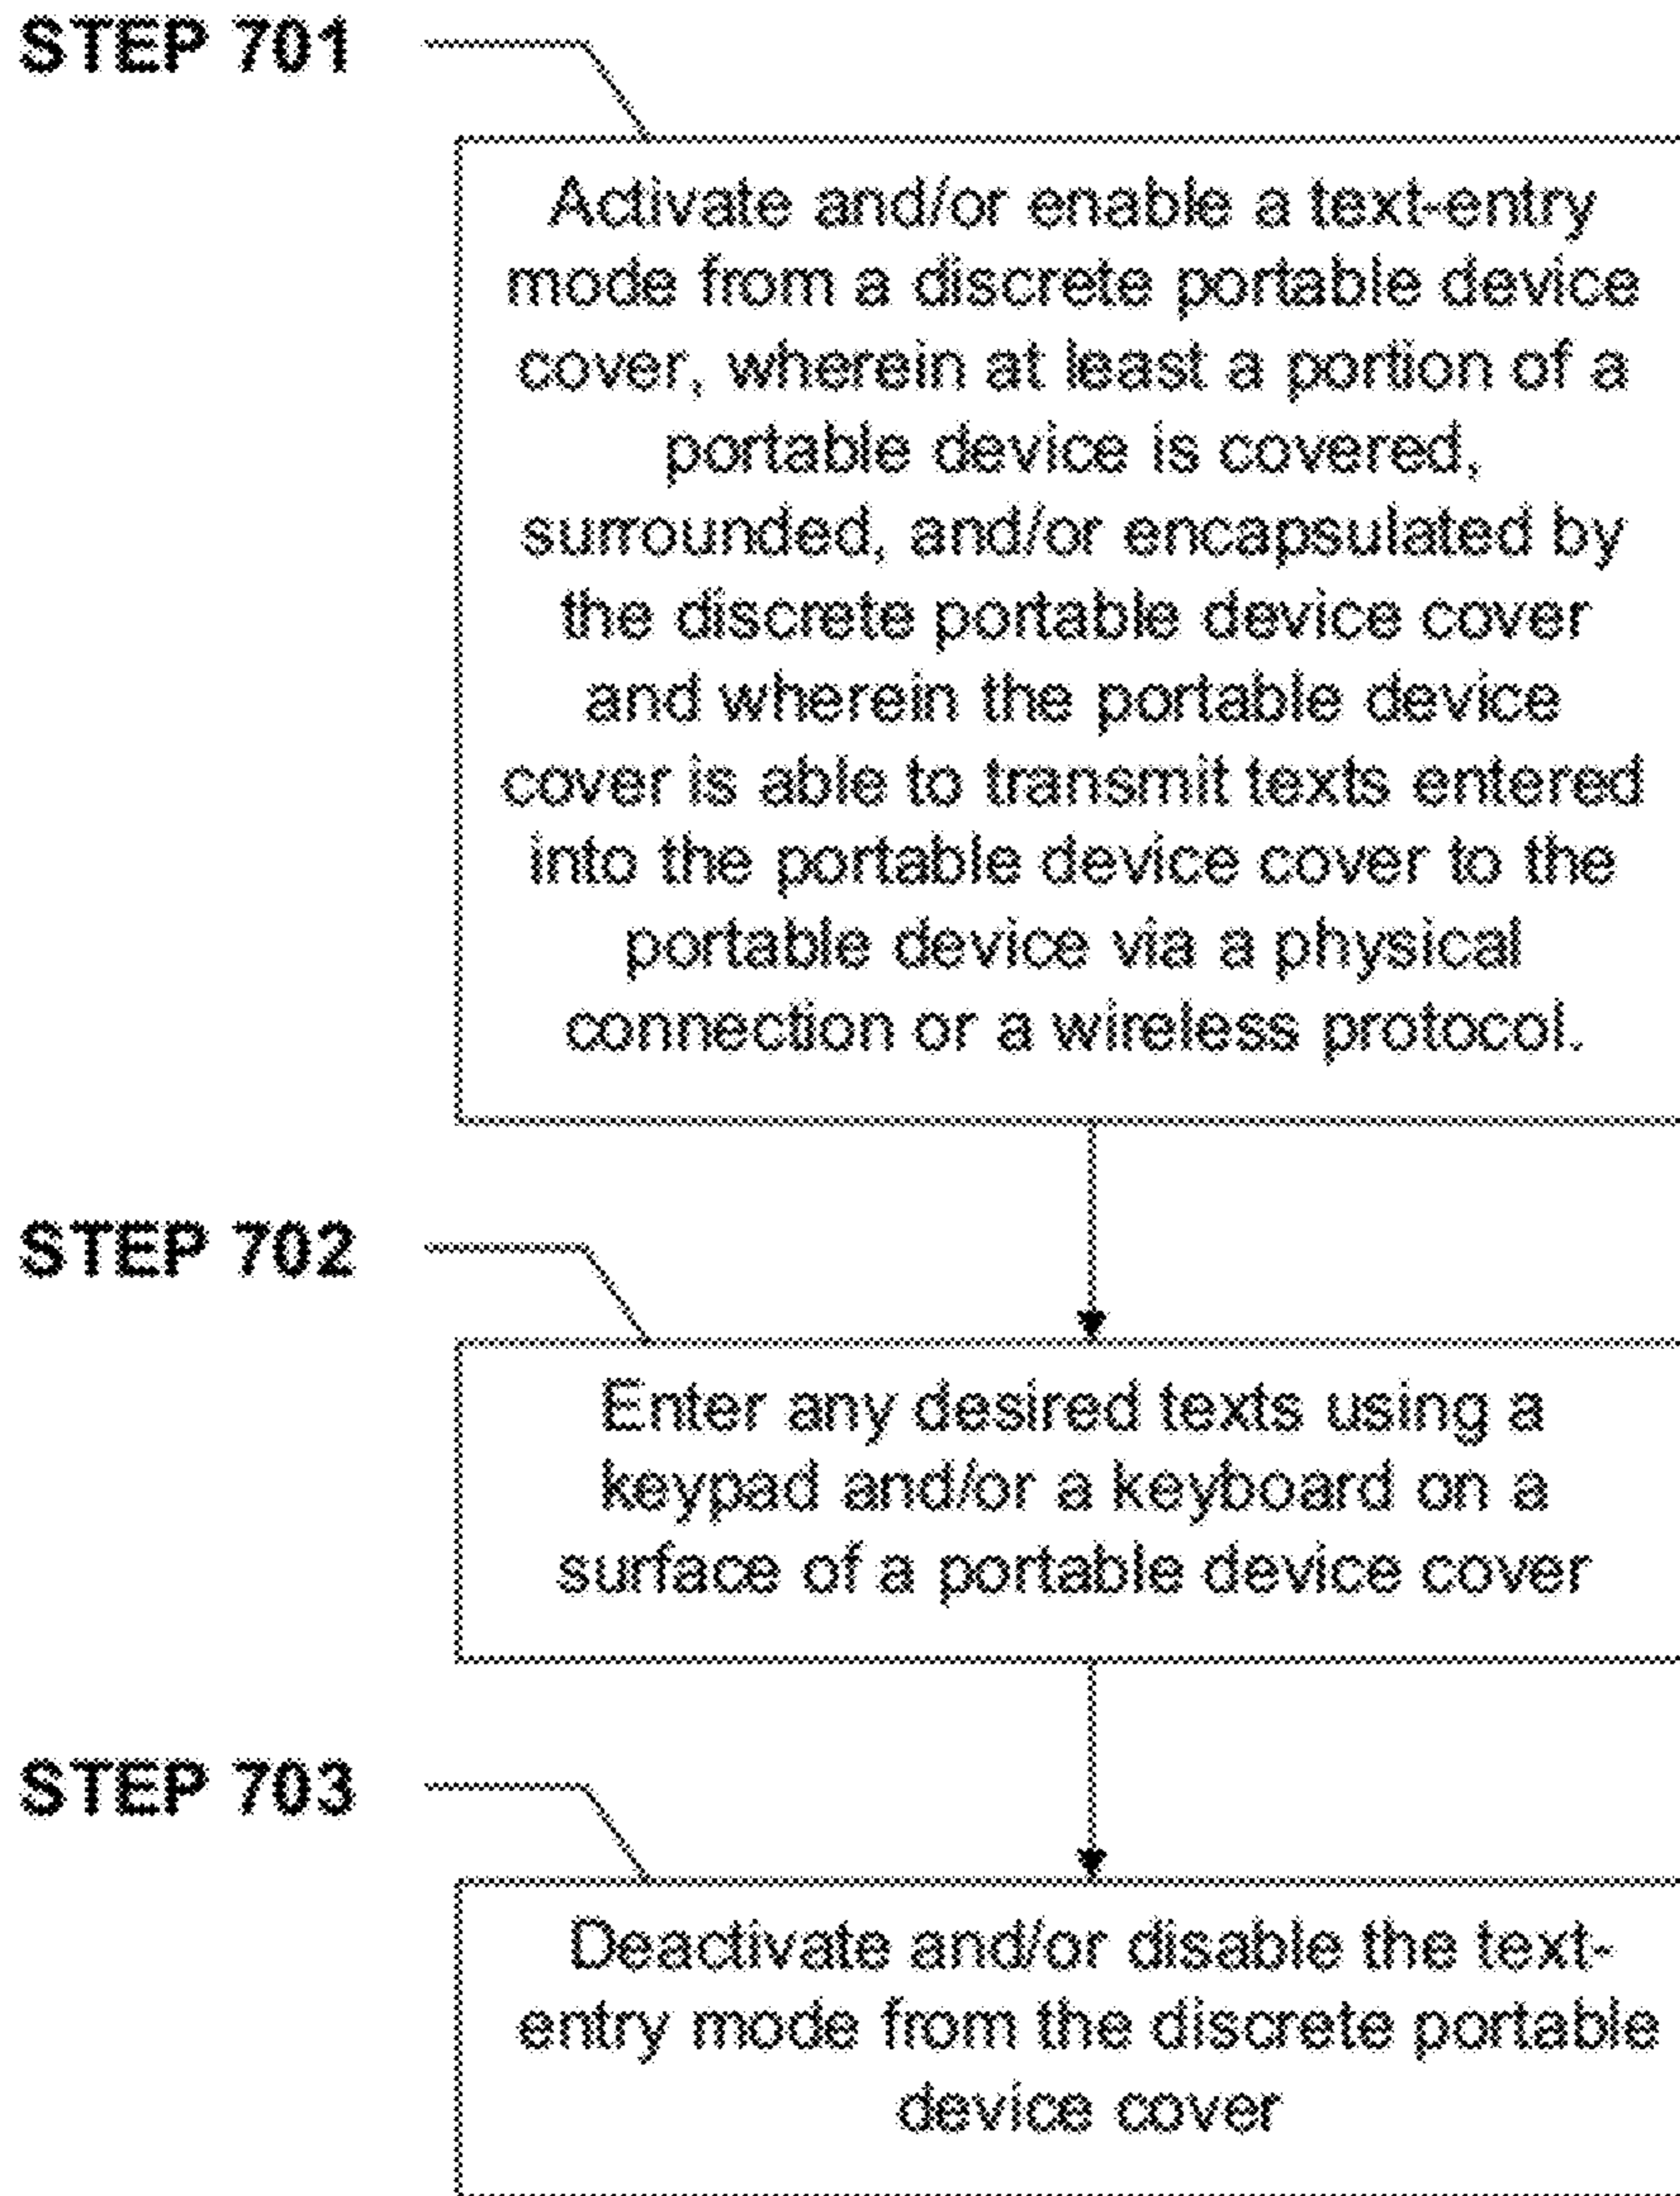 STEP 701
Activate and/or enable a text-entry
mode from a discrete portable device
cover, wherein at least a portion of a
portable device is covered,
surrounded, and/or encapsulated by
the discrete portable device cover
and wherein the portable device
cover is able to transmit texts entered
into the portable device cover to the
portable device via a physical
connection or a wireless protocol.
STEP 702
Enter any desired texts using a
keypad and/or a keyboard on a
surface of a portable device cover
STEP 703
Deactivate and/or disable the text-
entry mode from the discrete portable
device cover